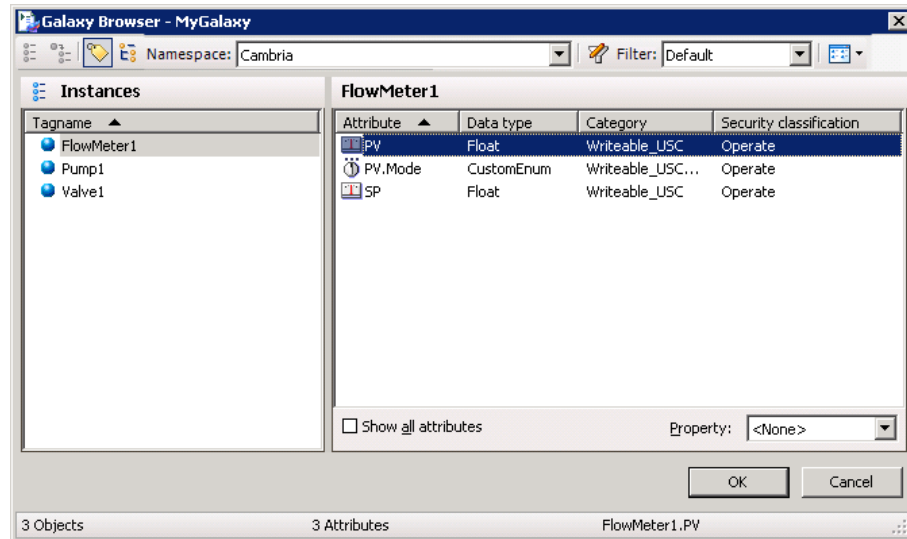 Galaxy Browser - MyGalaxy
Namespace: Cambria Filter: Default
Instances
Tagname
FlowMeter1
Pump1
Valve1
FlowMeter1
Attribute Data type Category Security classification
PV Float Writeable_USC Operate
PV.Mode CustomEnum Writeable_USC... Operate
SP Float Writeable_USC Operate
Show all attributes Property: <None>
OK Cancel
3 Objects 3 Attributes FlowMeter1.PV